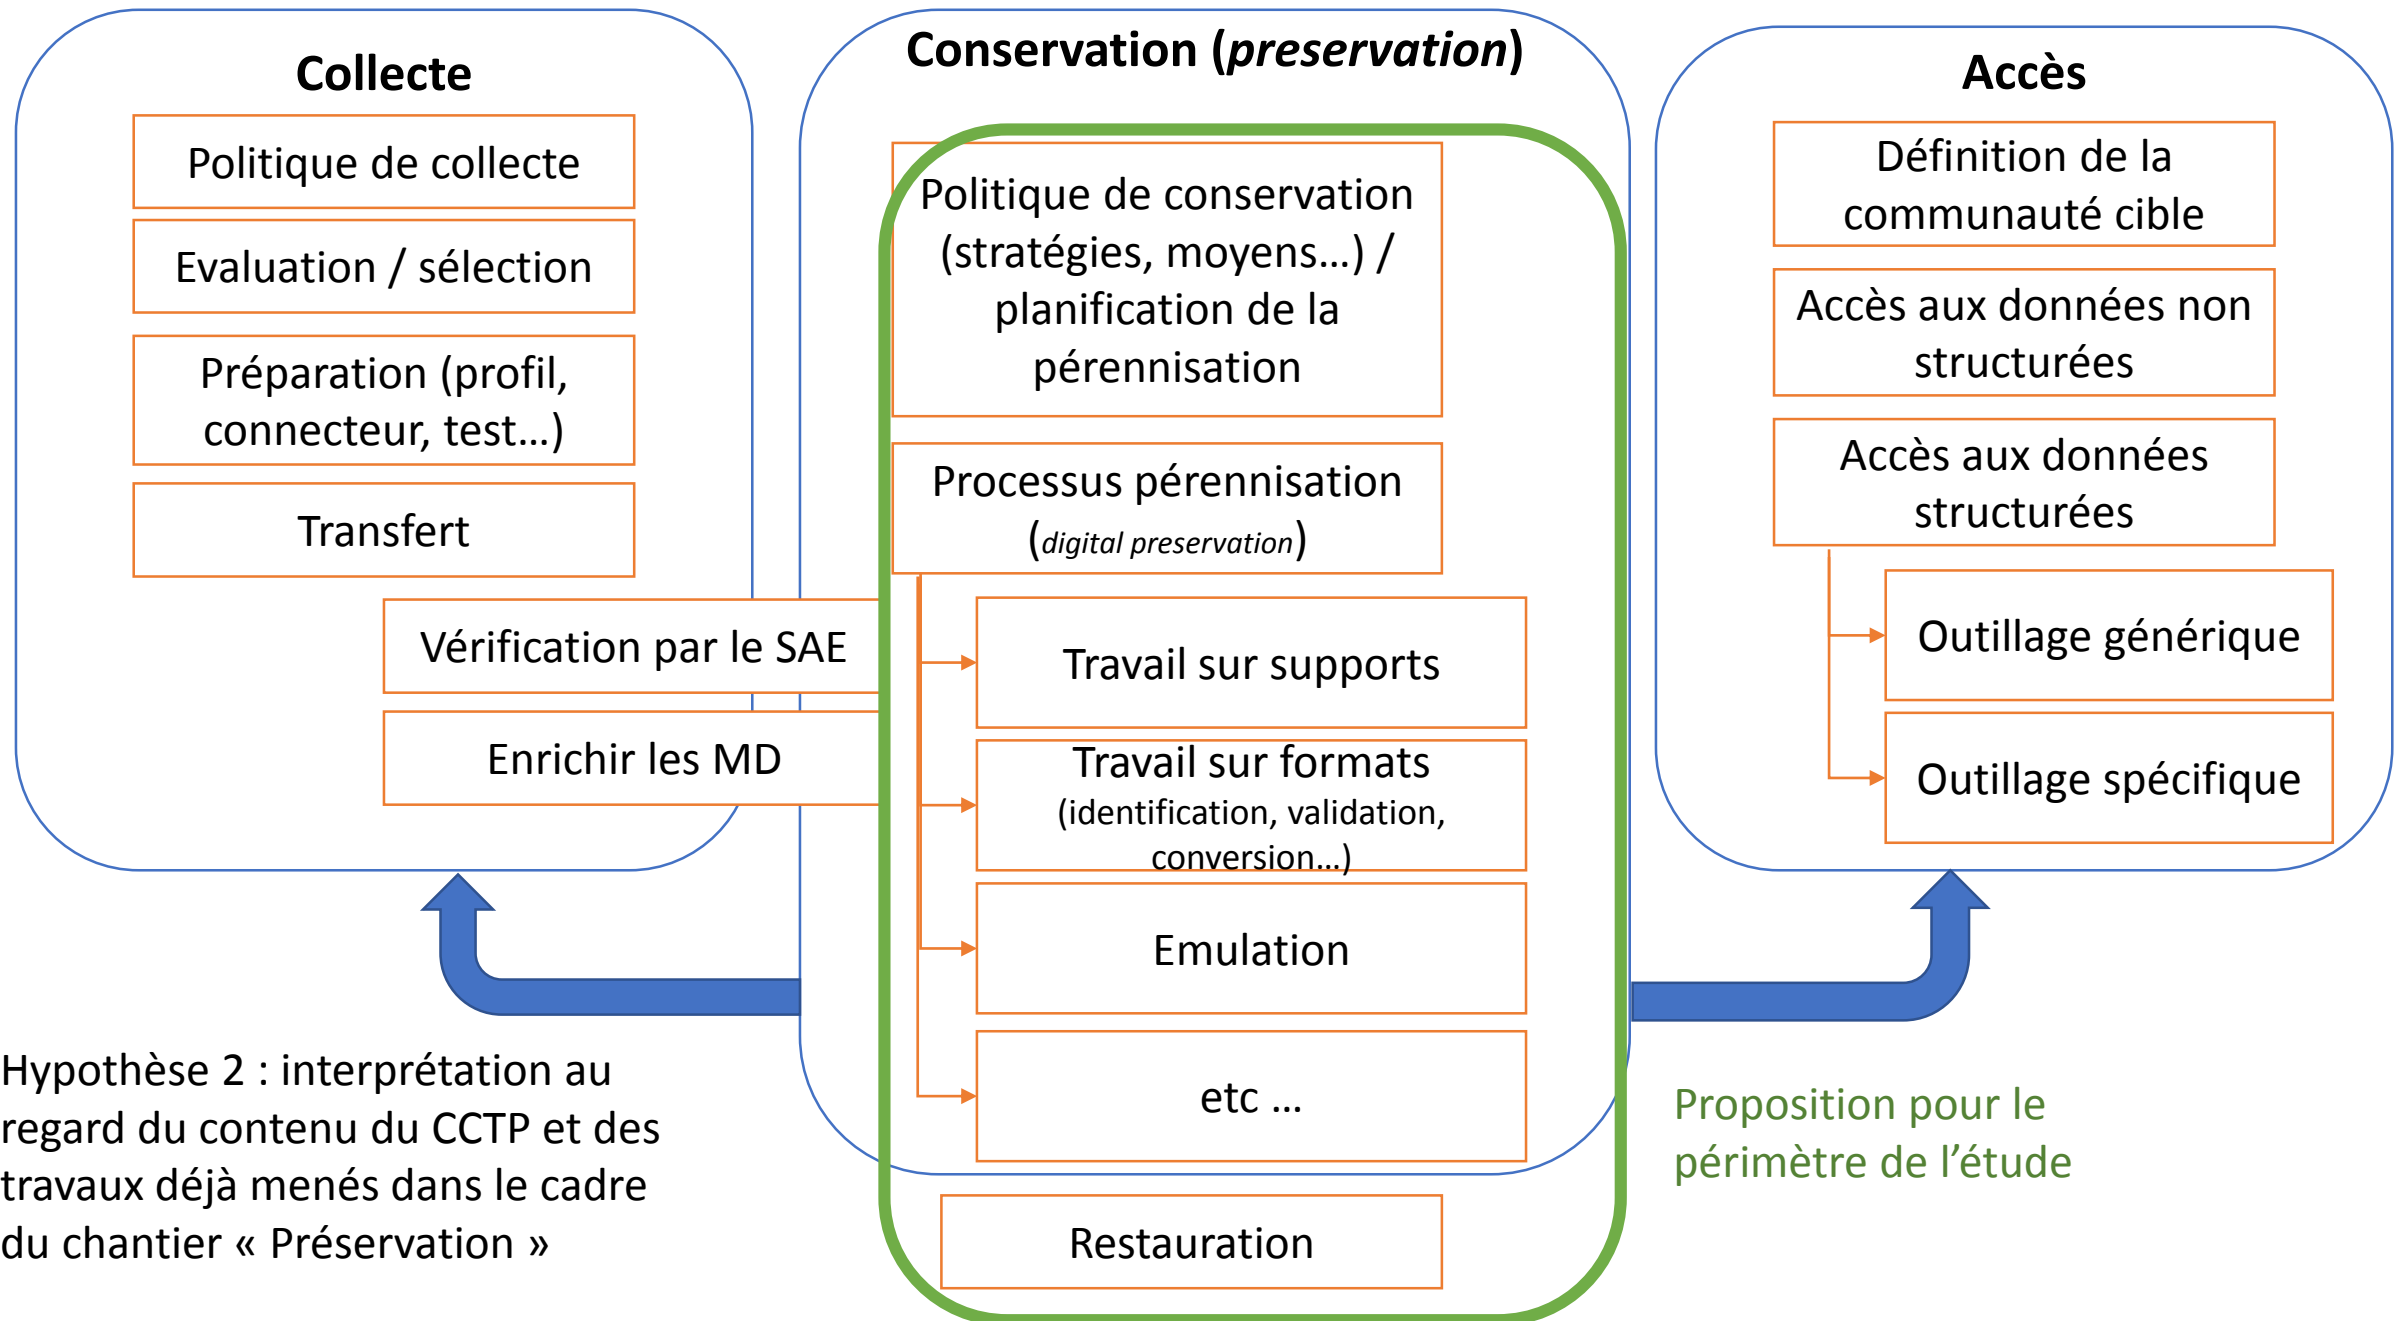 Collecte
Politique de collecte
Evaluation / sélection
Préparation (profil,
connecteur, test…)
Transfert
Vérification par le SAE
Enrichir les MD
Conservation (preservation)
Politique de conservation
(stratégies, moyens…) /
planification de la
pérennisation
Processus pérennisation
(digital preservation)
Travail sur supports
Travail sur formats
(identification, validation,
conversion…)
Emulation
etc …
Restauration
Accès
Définition de la
communauté cible
Accès aux données non
structurées
Accès aux données
structurées
Outillage générique
Outillage spécifique
Hypothèse 2 : interprétation au
regard du contenu du CCTP et des
travaux déjà menés dans le cadre
du chantier « Préservation »
Proposition pour le
périmètre de l’étude